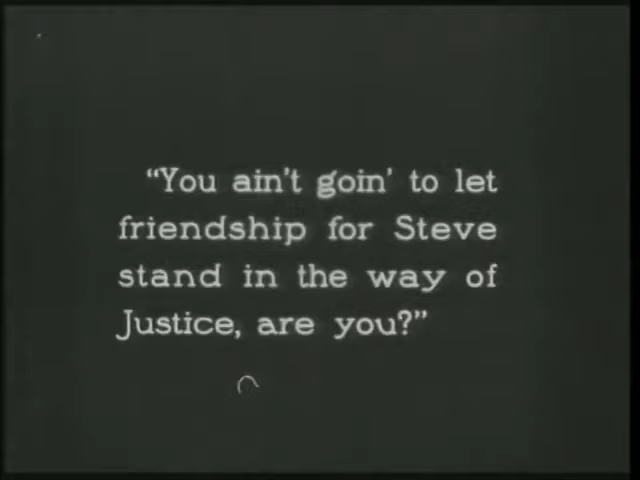 “You ain't goin' to let
friendship for Steve
stand in the way of
Justice, are you?”